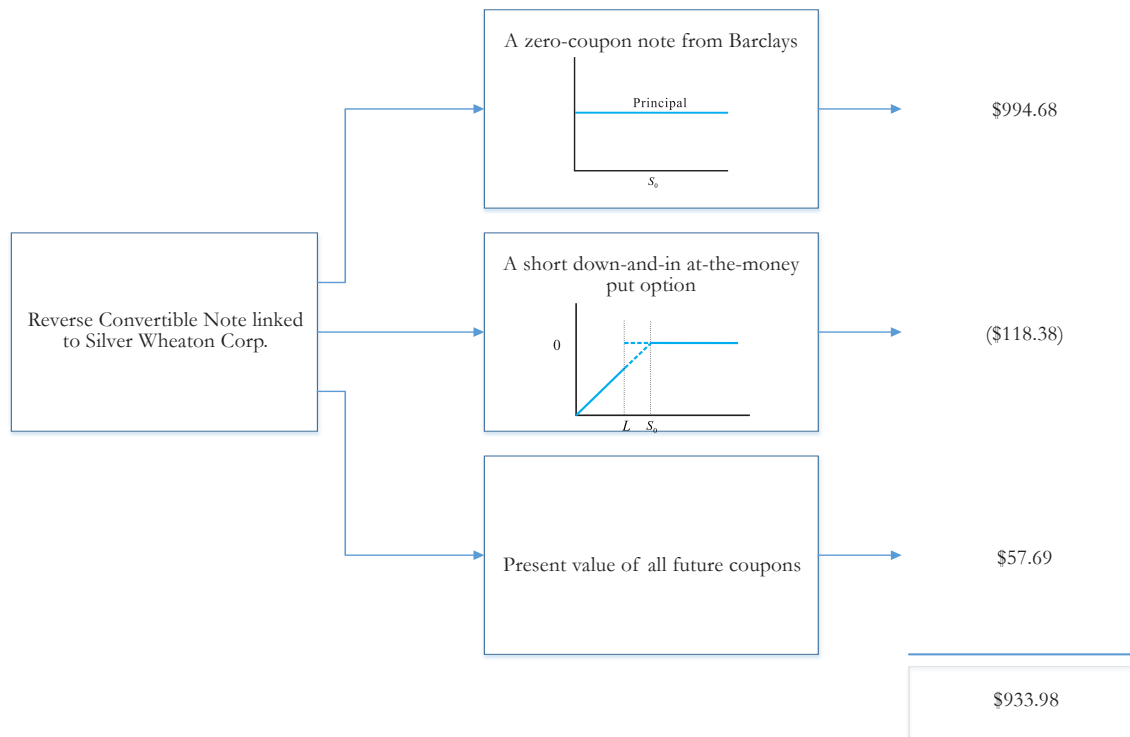 A zero-coupon note from Barclays
Principal
S₀
$994.68
Reverse Convertible Note linked
to Silver Wheaton Corp.
A short down-and-in at-the-money
put option
0
L S₀
($118.38)
Present value of all future coupons
$57.69
$933.98